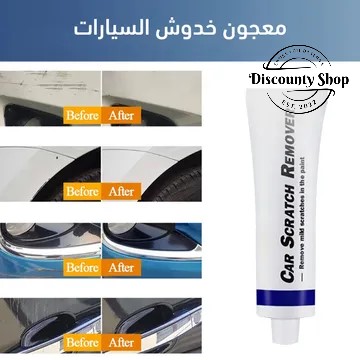 معجون خدوش السيارات
Discounty Shop
EST. 2022
Before
After
Before
After
Before
After
Before
After
CAR SCRATCH REMOVER
— Remove mild scratches in the paint